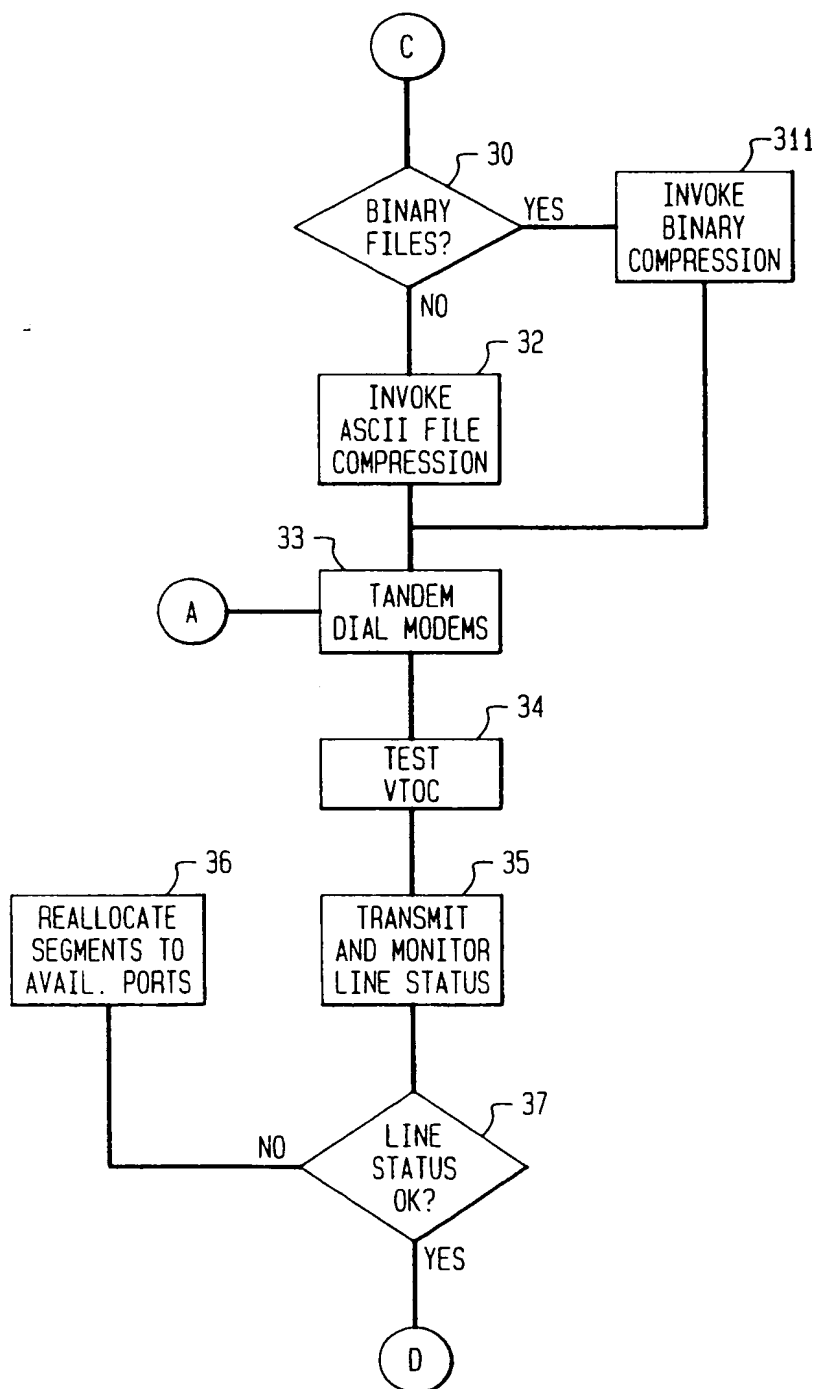 C
30
BINARY
FILES?
YES
NO
311
INVOKE
BINARY
COMPRESSION
32
INVOKE
ASCII FILE
COMPRESSION
33
A
TANDEM
DIAL MODEMS
34
TEST
VTOC
36
REALLOCATE
SEGMENTS TO
AVAIL. PORTS
35
TRANSMIT
AND MONITOR
LINE STATUS
37
NO
LINE
STATUS
OK?
YES
D